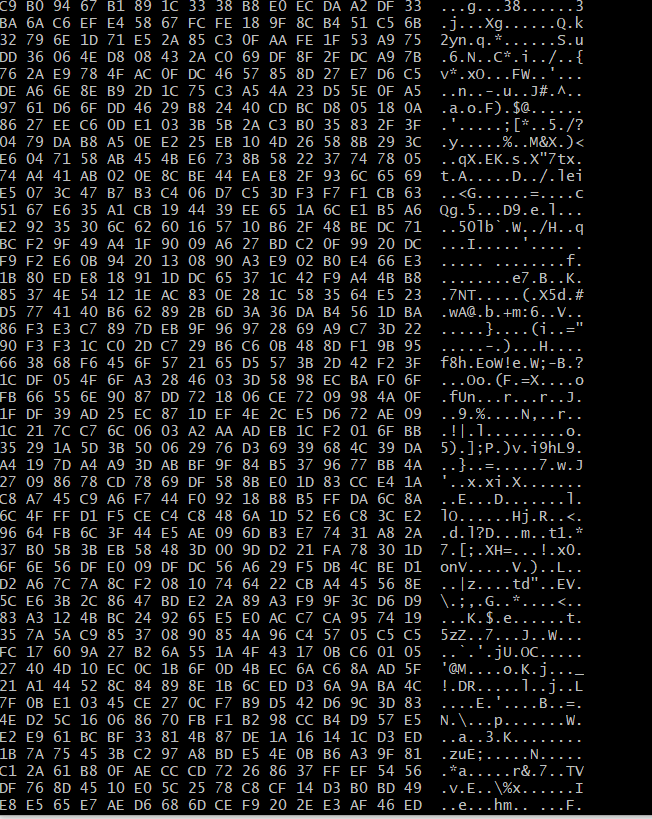 C9 B0 94 67 B1 89 1C 33 38 B8 E0 EC DA A2 DF 33 ...g...38......3
BA 6A C6 EF E4 58 67 FC FE 18 9F 8C B4 51 C5 6B .j...Xg......Q.k
32 79 6E 1D 71 E5 2A 85 C3 0F AA FE 1F 53 A9 75 2yn.q.*......S.u
DD 36 06 4E D8 08 43 2A C0 69 DF 8F 2F DC A9 7B .6.N..C*.i../..{
76 2A E9 78 4F AC 0F DC 46 57 85 8D 27 E7 D6 C5 v*.xO...FW..'...
DE A6 6E 8E B9 2D 1C 75 C3 A5 4A 23 D5 5E 0F A5 ..n..-.u..J#.^..
97 61 D6 6F DD 46 29 B8 24 40 CD BC D8 05 18 0A .a.o.F).$@......
86 27 EE C6 0D E1 03 3B 5B 2A C3 B0 35 83 2F 3F .'.....;[*..5./?
04 79 DA B8 A5 0E E2 25 EB 10 4D 26 58 8B 29 3C .y.....%..M&X.)<
E6 04 71 58 AB 45 4B E6 73 8B 58 22 37 74 78 05 ..qX.EK.s.X"7tx.
74 A4 41 AB 02 0E 8C BE 44 EA E8 2F 93 6C 65 69 t.A.....D../.lei
E5 07 3C 47 B7 B3 C4 06 D7 C5 3D F3 F7 F1 CB 63 ..<G......=....c
51 67 E6 35 A1 CB 19 44 39 EE 65 1A 6C E1 B5 A6 Qg.5...D9.e.l...
E2 92 35 30 6C 62 60 16 57 10 B6 2F 48 BE DC 71 ..50lb`.W../H..q
BC F2 9F 49 A4 1F 90 09 A6 27 BD C2 0F 99 20 DC ...I.... .'.... .
F9 F2 E6 0B 94 20 13 08 90 A3 E9 02 B0 E4 66 E3 ..... ........f.
1B 80 ED E8 18 91 1D DC 65 37 1C 42 F9 A4 4B B8 ........e7.B..K.
85 37 4E 54 12 1E AC 83 0E 28 1C 58 35 64 E5 23 .7NT.....(.X5d.#
D5 77 41 40 B6 62 89 2B 6D 3A 36 DA B4 56 1D BA .wA@.b.+m:6..V..
86 F3 E3 C7 89 7D EB 9F 96 97 28 69 A9 C7 3D 22 .....}....(i..="
90 F3 F3 1C C0 2D C7 29 B6 C6 0B 48 8D F1 9B 95 .....-.)...H....
66 38 68 F6 45 6F 57 21 65 D5 57 3B 2D 42 F2 3F f8h.EoW!e.W;-B.?
1C DF 05 4F 6F A3 28 46 03 3D 58 98 EC BA F0 6F ...Oo.(F.=X....o
FB 66 55 6E 90 87 DD 72 18 06 CE 72 09 98 4A 0F .fUn...r...r..J.
1F DF 39 AD 25 EC 87 1D EF 4E 2C E5 D6 72 AE 09 ..9.%....N,..r..
1C 21 7C C7 6C 06 03 A2 AA AD EB 1C F2 01 6F BB .!|.l.........o.
35 29 1A 5D 3B 50 06 29 76 D3 69 39 68 4C 39 DA 5).];P.)v.i9hL9.
A4 19 7D A4 A9 3D AB BF 9F 84 B5 37 96 77 BB 4A ..}..=.....7.w.J
27 09 86 78 CD 78 69 DF 58 8B E0 1D 83 CC E4 1A '..x.xi.X.......
C8 A7 45 C9 A6 F7 44 F0 92 18 B8 B5 FF DA 6C 8A ..E...D.......l.
6C 4F FF D1 F5 CE C4 C8 48 6A 1D 52 E6 C8 3C E2 lO......Hj.R..<.
96 64 FB 6C 3F 44 E5 AE 09 6D B3 E7 74 31 A8 2A .d.l?D...m..t1.*
37 B0 5B 3B EB 58 48 3D 00 9D D2 21 FA 78 30 1D 7.[;.XH=...!.x0.
6F 6E 56 DF E0 09 DF DC 56 A6 29 F5 DB 4C BE D1 onV.....V.)..L..
D2 A6 7C 7A 8C F2 08 10 74 64 22 CB A4 45 56 8E ..|z....td"..EV.
5C E6 3B 2C 86 47 BD E2 2A 89 A3 F9 9F 3C D6 D9 \.;,.G..*....<..
83 A3 12 4B BC 24 92 65 E5 E0 AC C7 CA 95 74 19 ...K.$.e......t.
35 7A 5A C9 85 37 08 90 85 4A 96 C4 57 05 C5 C5 5zZ..7...J..W...
FC 17 60 9A 27 B2 6A 55 1A 4F 43 17 0B C6 01 05 ..`.'.jU.OC.....
27 40 4D 10 EC 0C 1B 6F 0D 4B EC 6A C6 8A AD 5F '@M....o.K.j..._
21 A1 44 52 8C 84 89 8E 1B 6C ED D3 6A 9A BA 4C !.DR.....l..j..L
7F 0B E1 03 45 CE 27 0C F7 B9 D5 42 D6 9C 3D 83 ....E.'....B..=.
4E D2 5C 16 06 86 70 FB F1 B2 98 CC B4 D9 57 E5 N.\...p.......W.
E2 E9 61 BC BF 33 81 4B 87 DE 1A 16 14 1C D3 ED ..a..3.K........
1B 7A 75 45 3B C2 97 A8 BD E5 4E 0B B6 A3 9F 81 .zuE;.....N.....
C1 2A 61 B8 0F AE CC CD 72 26 86 37 FF EF 54 56 .*a.....r&.7..TV
DF 76 8D 45 10 E0 5C 25 78 C8 CF 14 D3 B0 BD 49 .v.E..\%x......I
E8 E5 65 E7 AE D6 68 6D CE F9 20 2E E3 AF 46 ED ..e...hm.. ...F.